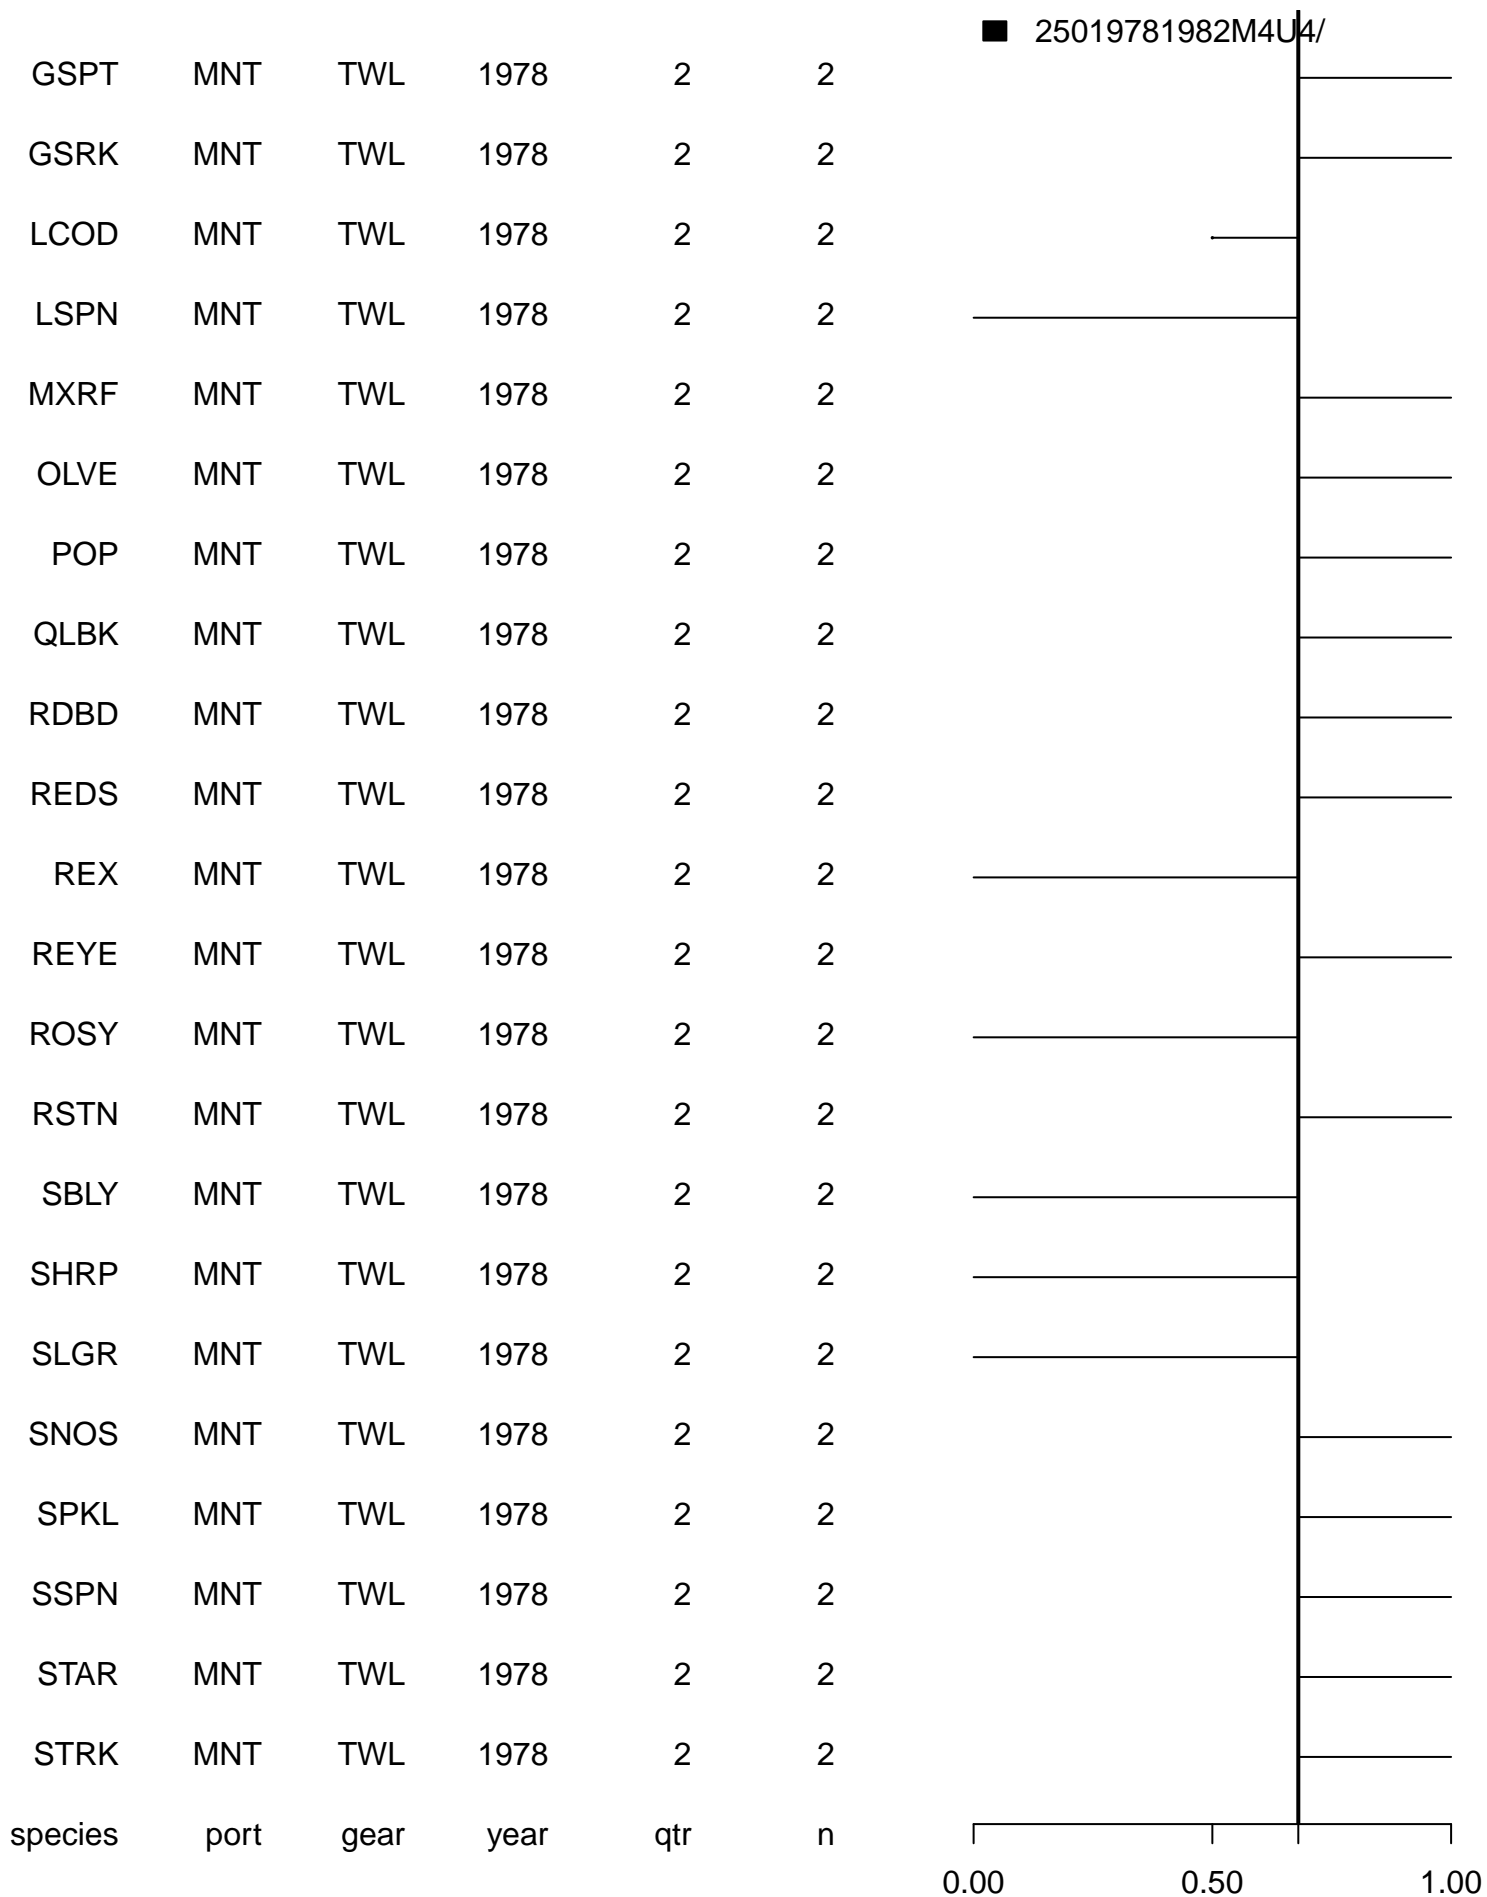 25019781982M4U4/
GSPT MNT TWL 1978 2 2
GSRK MNT TWL 1978 2 2
LCOD MNT TWL 1978 2 2
LSPN MNT TWL 1978 2 2
MXRF MNT TWL 1978 2 2
OLVE MNT TWL 1978 2 2
POP MNT TWL 1978 2 2
QLBK MNT TWL 1978 2 2
RDBD MNT TWL 1978 2 2
REDS MNT TWL 1978 2 2
REX MNT TWL 1978 2 2
REYE MNT TWL 1978 2 2
ROSY MNT TWL 1978 2 2
RSTN MNT TWL 1978 2 2
SBLY MNT TWL 1978 2 2
SHRP MNT TWL 1978 2 2
SLGR MNT TWL 1978 2 2
SNOS MNT TWL 1978 2 2
SPKL MNT TWL 1978 2 2
SSPN MNT TWL 1978 2 2
STAR MNT TWL 1978 2 2
STRK MNT TWL 1978 2 2
species port gear year qtr n
0.00 0.50 1.00